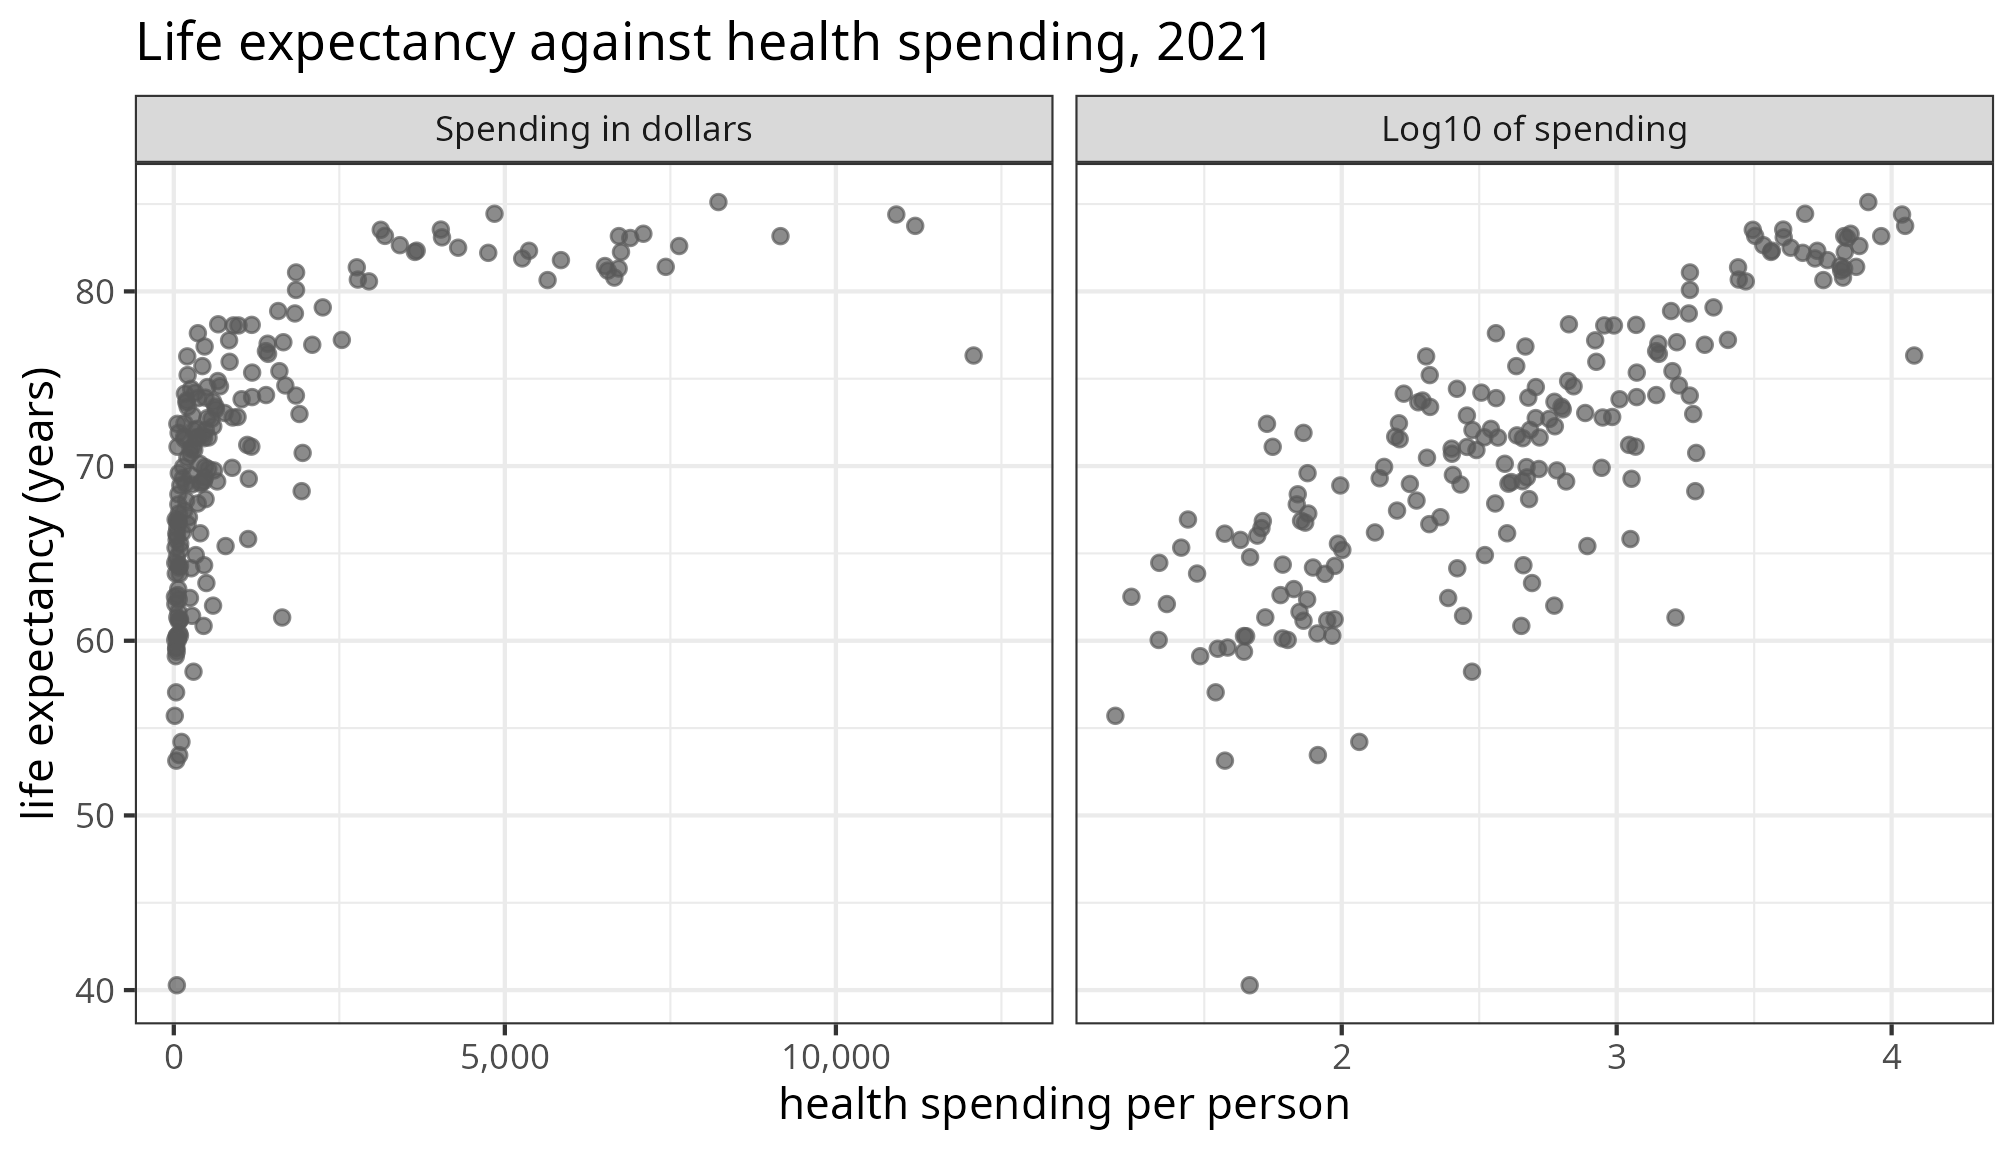 Life expectancy against health spending, 2021
Spending in dollars
Log10 of spending
life expectancy (years)
80
70
60
50
40
0
5,000
10,000
2
3
4
health spending per person